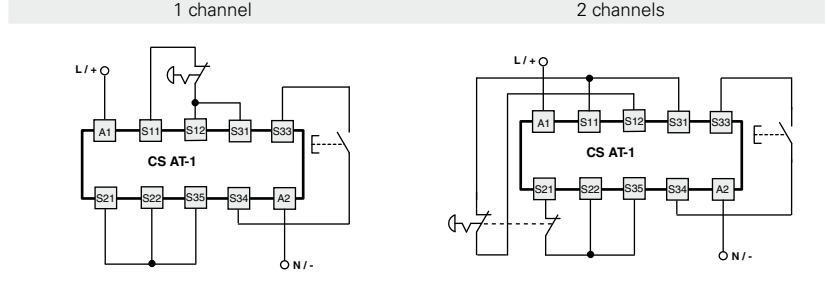 1 channel
2 channels
L / +
L / +
A1 S11 S12 S31 S33
A1 S11 S12 S31 S33
CS AT-1
CS AT-1
S21 S22 S35 S34 A2
S21 S22 S35 S34 A2
N / -
N / -